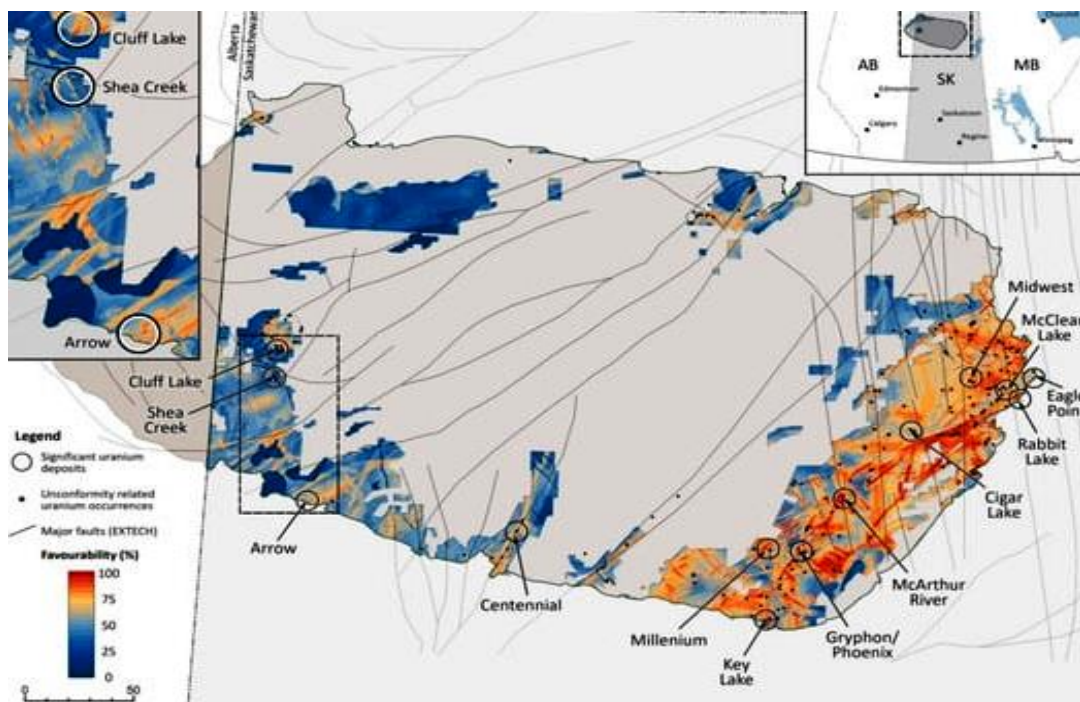 Cluff Lake
Shea Creek
Arrow
Alberta
Saskatchewan
AB
SK
MB
Edmonton
Calgary
Saskatoon
Regina
Winnipeg
Cluff Lake
Shea
Creek
Arrow
Centennial
Millenium
Key
Lake
Gryphon/
Phoenix
McArthur
River
Cigar
Lake
Rabbit
Lake
Eagle
Poin
McClean
Lake
Midwest
Legend
Significant uranium
deposits
Unsonformity related
uranium occurrences
Major faults (EXTECH)
Favourability (%)
100
75
50
25
0
0
50